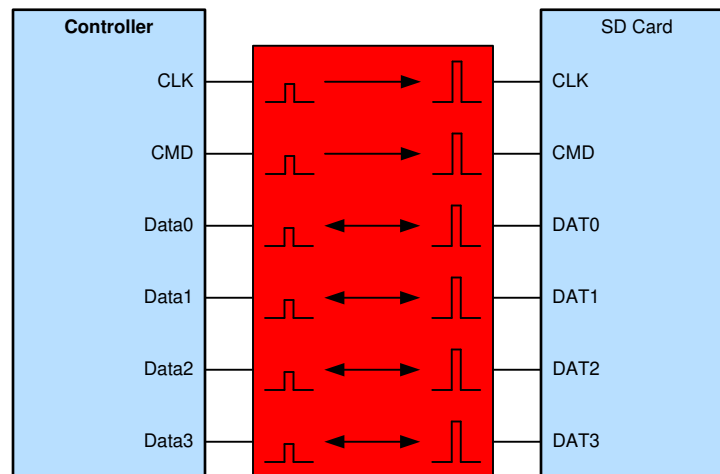 Controller
SD Card
CLK
CLK
CMD
CMD
Data0
DAT0
Data1
DAT1
Data2
DAT2
Data3
DAT3